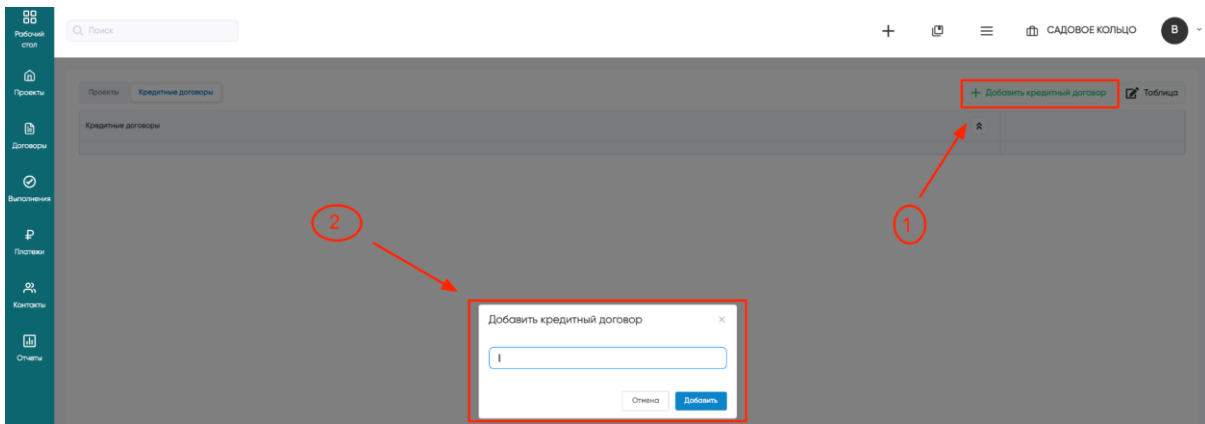 Рабочий
стол
Поиск
САДОВОЕ КОЛЬЦО
В
Проекты
Проекты
Кредитные договоры
Добавить кредитный договор
Таблица
Кредитные договоры
1
Договоры
Выполнения
2
Платежи
Контакты
Добавить кредитный договор
Отчеты
Отмена
Добавить